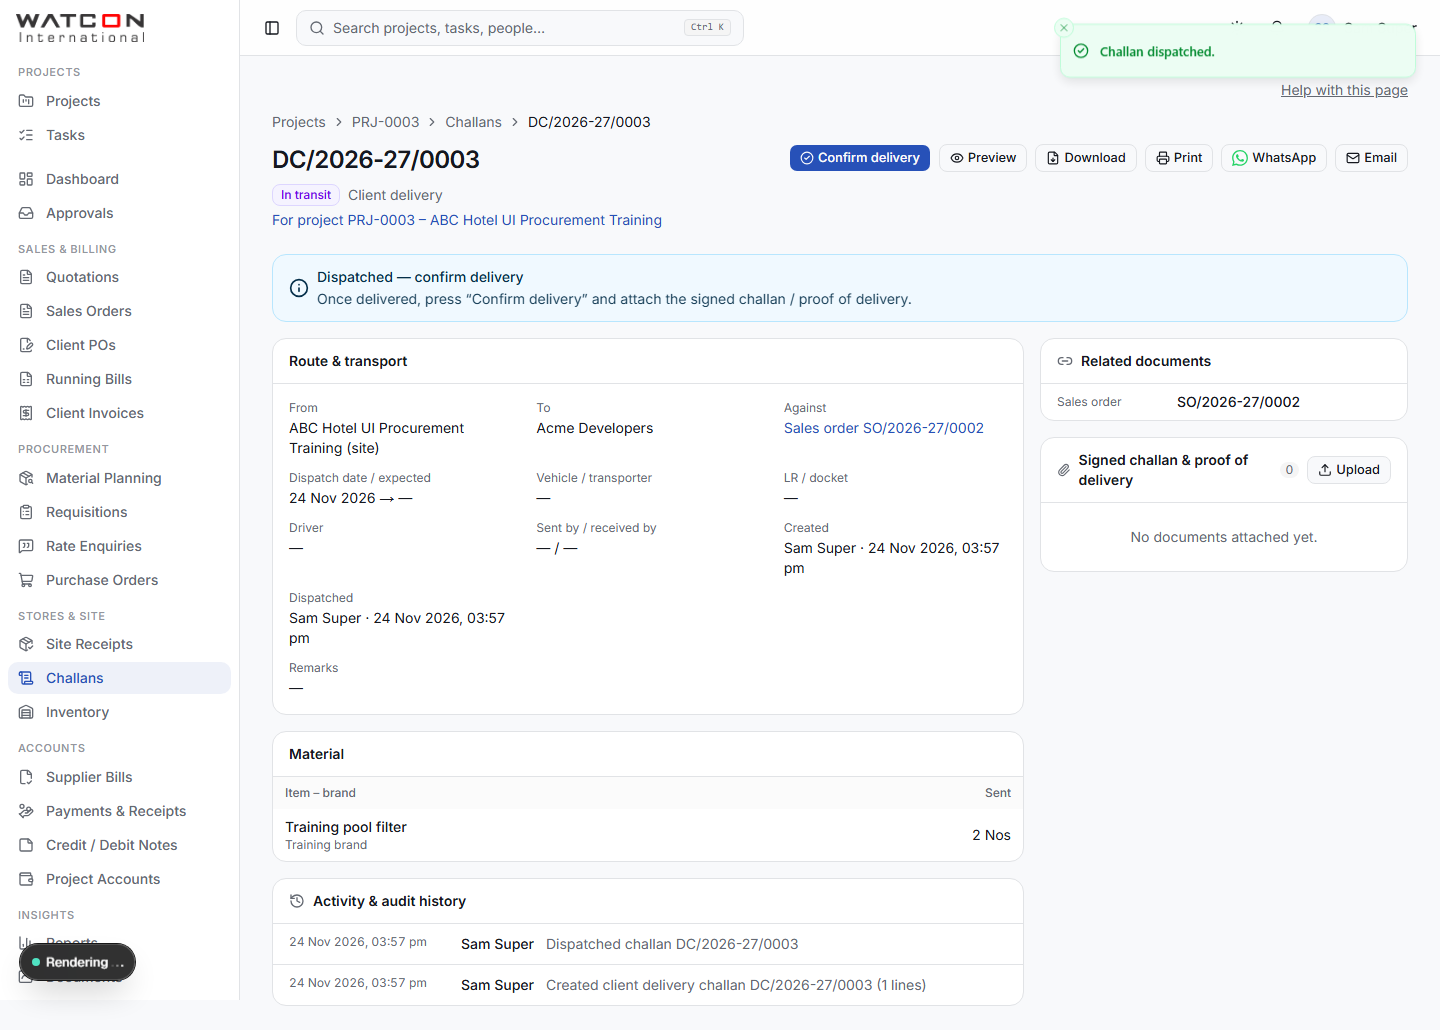 WATCON
International
Search projects, tasks, people...
Ctrl K
Challan dispatched.
Help with this page
PROJECTS
Projects
Tasks
Dashboard
Approvals
SALES & BILLING
Quotations
Sales Orders
Client POs
Running Bills
Client Invoices
PROCUREMENT
Material Planning
Requisitions
Rate Enquiries
Purchase Orders
STORES & SITE
Site Receipts
Challans
Inventory
ACCOUNTS
Supplier Bills
Payments & Receipts
Credit / Debit Notes
Project Accounts
INSIGHTS
Reports
Rendering ...
Projects > PRJ-0003 > Challans > DC/2026-27/0003
DC/2026-27/0003
Confirm delivery
Preview
Download
Print
WhatsApp
Email
In transit Client delivery
For project PRJ-0003 – ABC Hotel UI Procurement Training
Dispatched — confirm delivery
Once delivered, press “Confirm delivery” and attach the signed challan / proof of delivery.
Route & transport
From
ABC Hotel UI Procurement
Training (site)
To
Acme Developers
Against
Sales order SO/2026-27/0002
Dispatch date / expected
24 Nov 2026 → —
Vehicle / transporter
—
LR / docket
—
Driver
—
Sent by / received by
— / —
Created
Sam Super · 24 Nov 2026, 03:57
pm
Dispatched
Sam Super · 24 Nov 2026, 03:57
pm
Remarks
—
Material
Item – brand Sent
Training pool filter
Training brand
2 Nos
Activity & audit history
24 Nov 2026, 03:57 pm Sam Super Dispatched challan DC/2026-27/0003
24 Nov 2026, 03:57 pm Sam Super Created client delivery challan DC/2026-27/0003 (1 lines)
Related documents
Sales order SO/2026-27/0002
Signed challan & proof of
delivery
0
Upload
No documents attached yet.